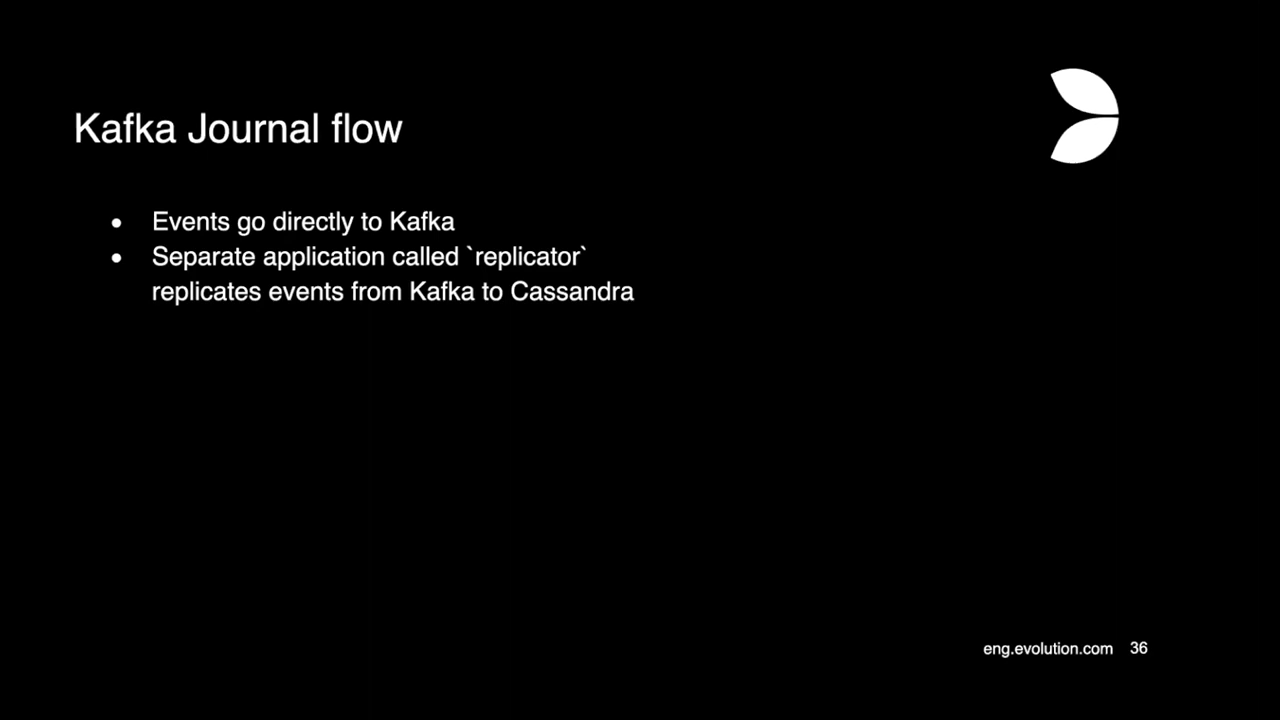 Kafka Journal flow
• Events go directly to Kafka
• Separate application called `replicator`
replicates events from Kafka to Cassandra
eng.evolution.com 36